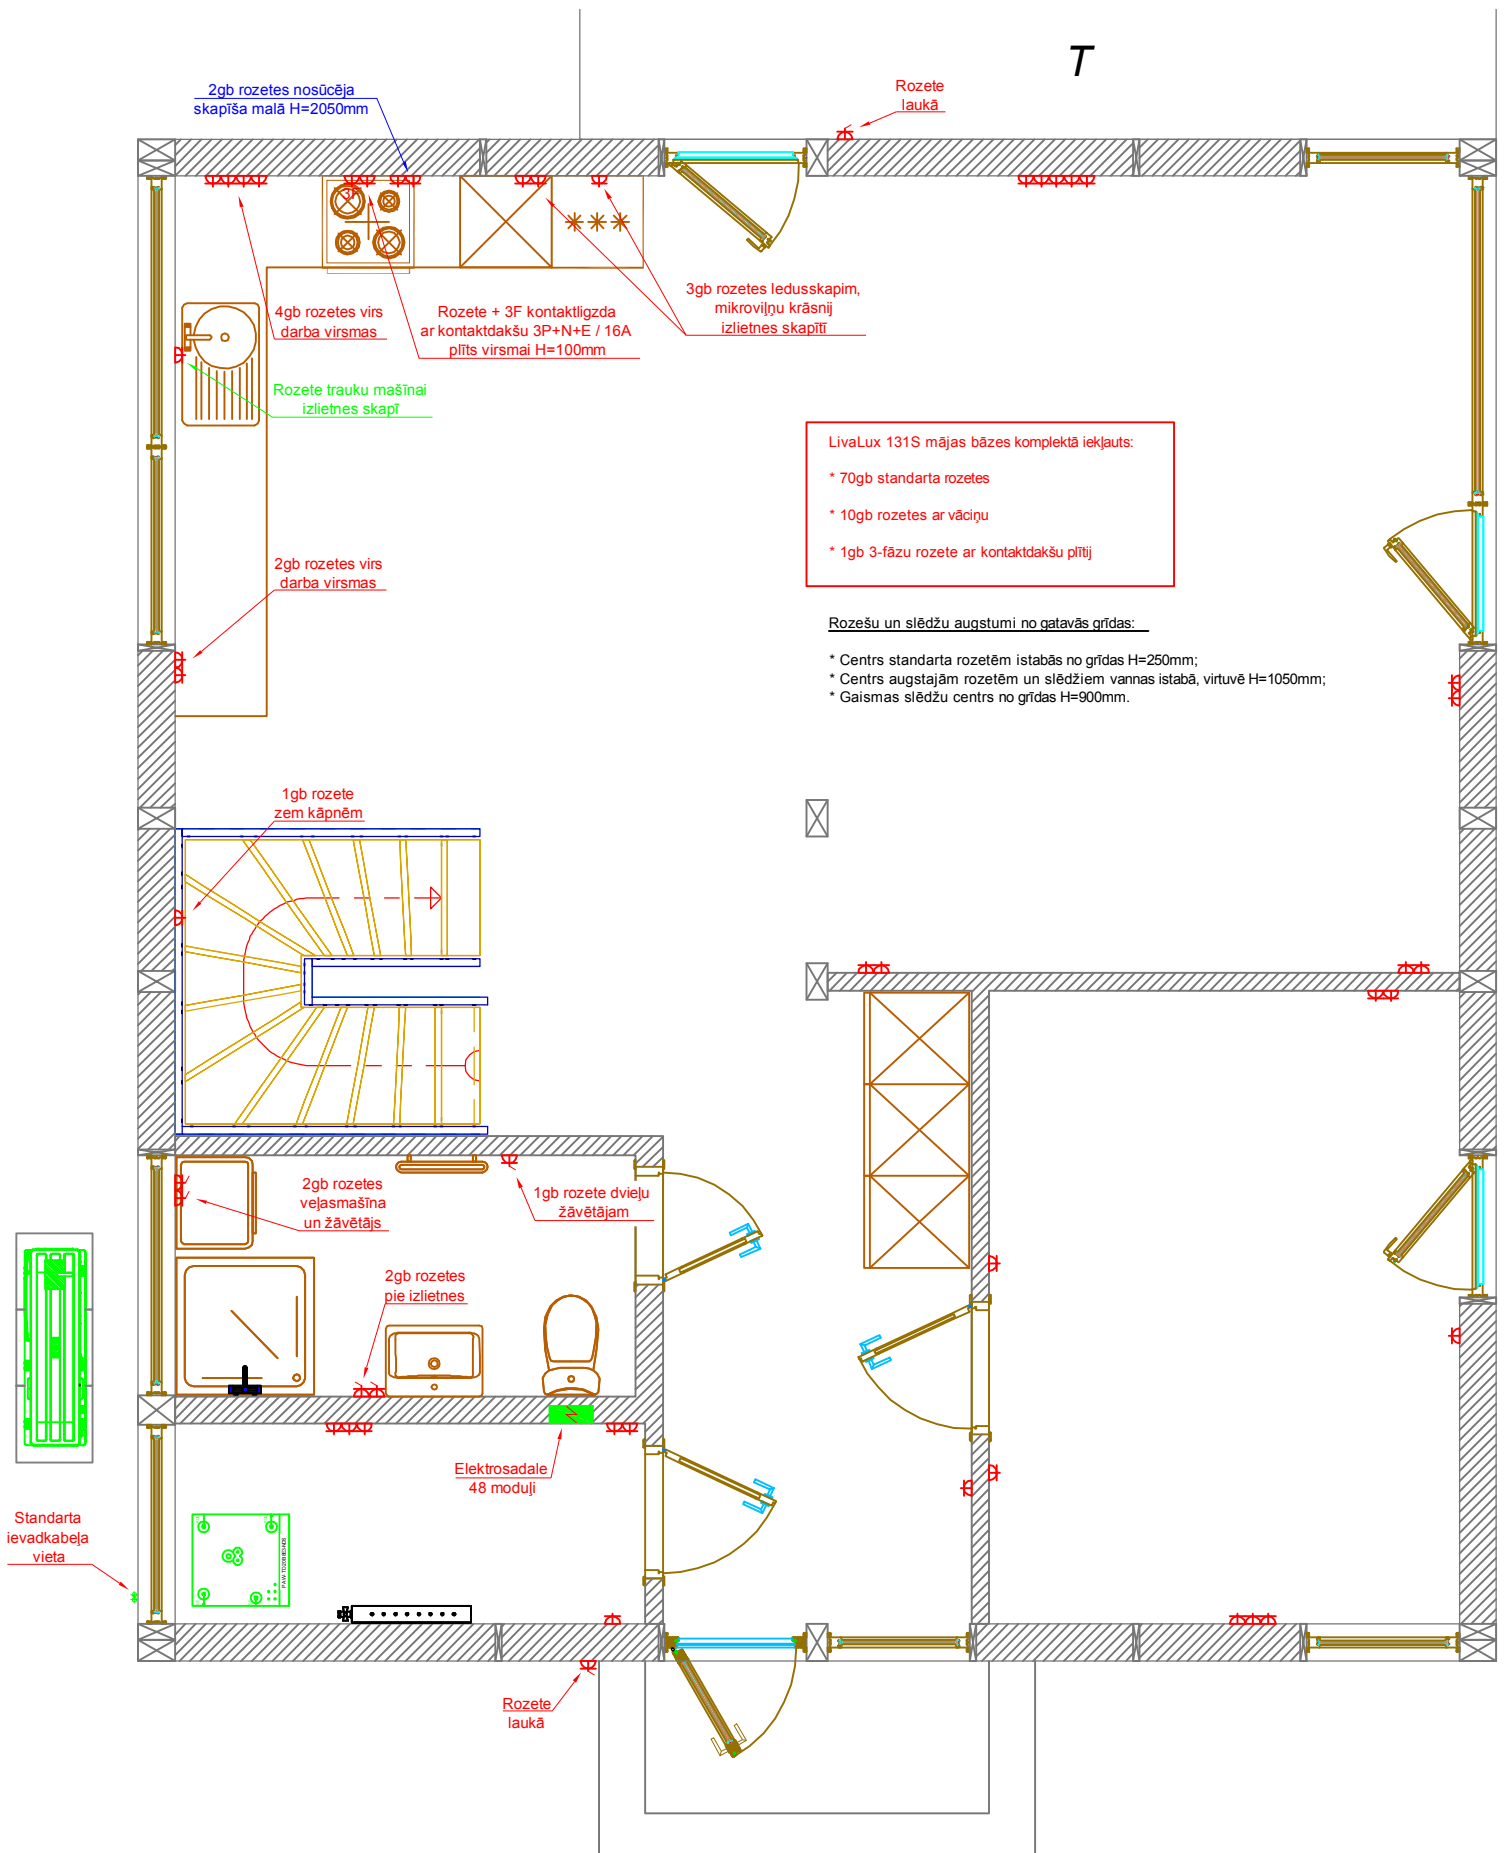 T
2gb rozetes nosūcēja
skapīša malā H=2050mm
Rozete
laukā
3F
4gb rozetes virs
darba virsmas
Rozete + 3F kontaktligzda
ar kontaktdakšu 3P+N+E / 16A
plīts virsmai H=100mm
3gb rozetes ledusskapim,
mikroviļņu krāsnij
izlietnes skapītī
Rozete trauku mašīnai
izlietnes skapī
LivaLux 131S mājas bāzes komplektā iekļauts:
* 70gb standarta rozetes
* 10gb rozetes ar vāciņu
* 1gb 3-fāzu rozete ar kontaktdakšu plītij
2gb rozetes virs
darba virsmas
Rozešu un slēdžu augstumi no gatavās grīdas:
* Centrs standarta rozetēm istabās no grīdas H=250mm;
* Centrs augstajām rozetēm un slēdžiem vannas istabā, virtuvē H=1050mm;
* Gaismas slēdžu centrs no grīdas H=900mm.
1gb rozete
zem kāpnēm
2gb rozetes
veļasmašīna
un žāvētājs
1gb rozete dvieļu
žāvētājam
2gb rozetes
pie izlietnes
Elektrosadale
48 moduļi
Standarta
ievadkabeļa
vieta
Rozete
laukā